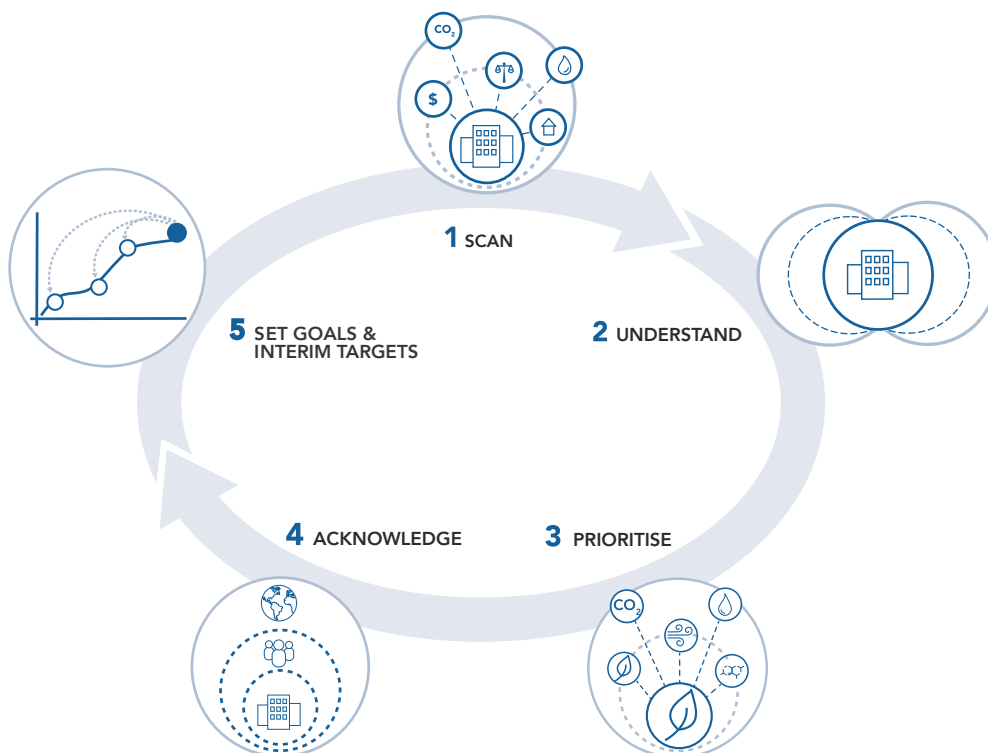 CO₂
$
1 SCAN
2 UNDERSTAND
5 SET GOALS &
INTERIM TARGETS
4 ACKNOWLEDGE
3 PRIORITISE
CO₂